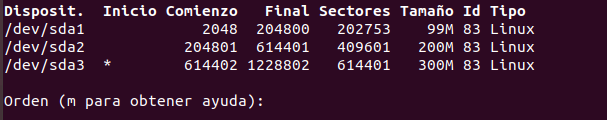 Disposit.  Inicio Comienzo   Final Sectores Tamaño Id Tipo
/dev/sda1             2048  204800   202753    99M 83 Linux
/dev/sda2           204801  614401   409601   200M 83 Linux
/dev/sda3  *        614402 1228802   614401   300M 83 Linux
Orden (m para obtener ayuda):